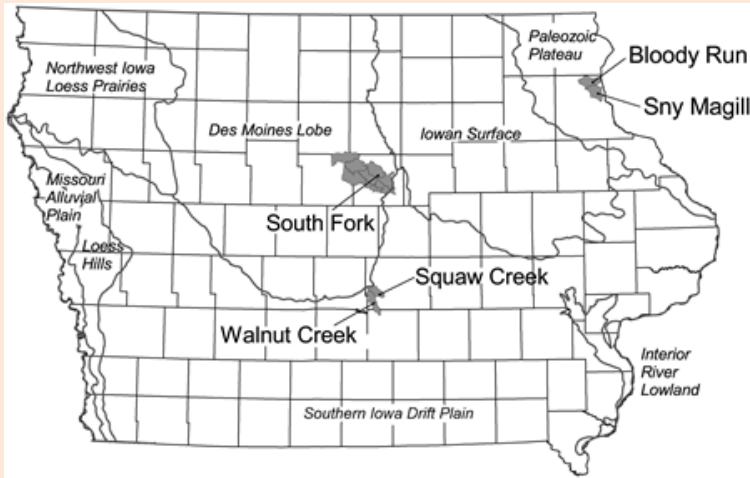 Paleozoic
Plateau
Bloody Run
Sny Magill
Northwest Iowa
Loess Prairies
Des Moines Lobe
Iowan Surface
Missouri
Alluvial
Plain
South Fork
Loess
Hills
Squaw Creek
Walnut Creek
Interior
River
Lowland
Southern Iowa Drift Plain